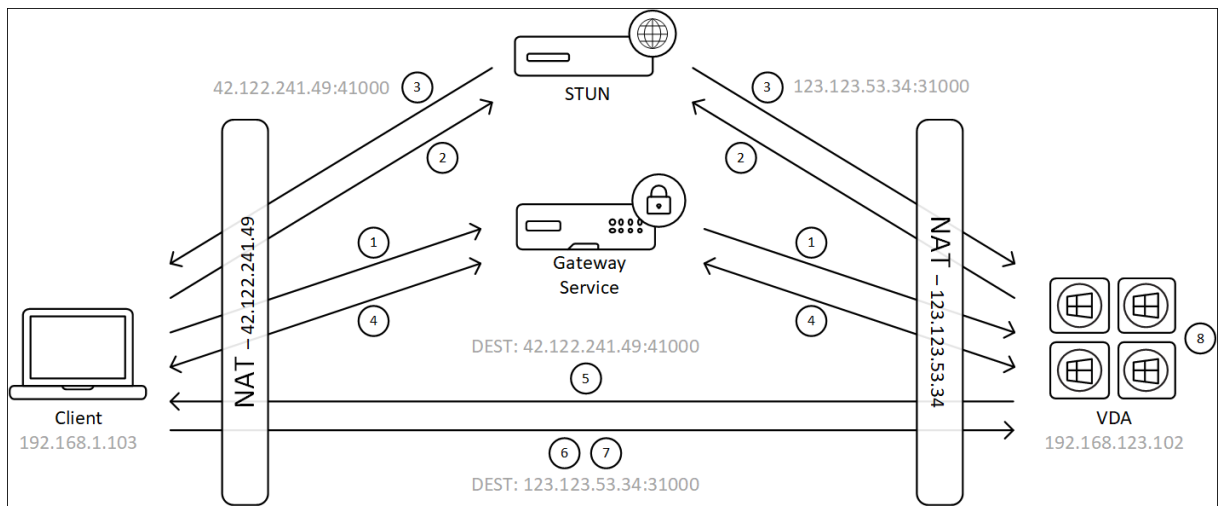 STUN
42.122.241.49:41000
3
3
123.123.53.34:31000
2
2
NAT – 42.122.241.49
NAT – 123.123.53.34
1
Gateway
Service
1
4
4
8
DEST: 42.122.241.49:41000
5
Client
192.168.1.103
VDA
192.168.123.102
6
7
DEST: 123.123.53.34:31000